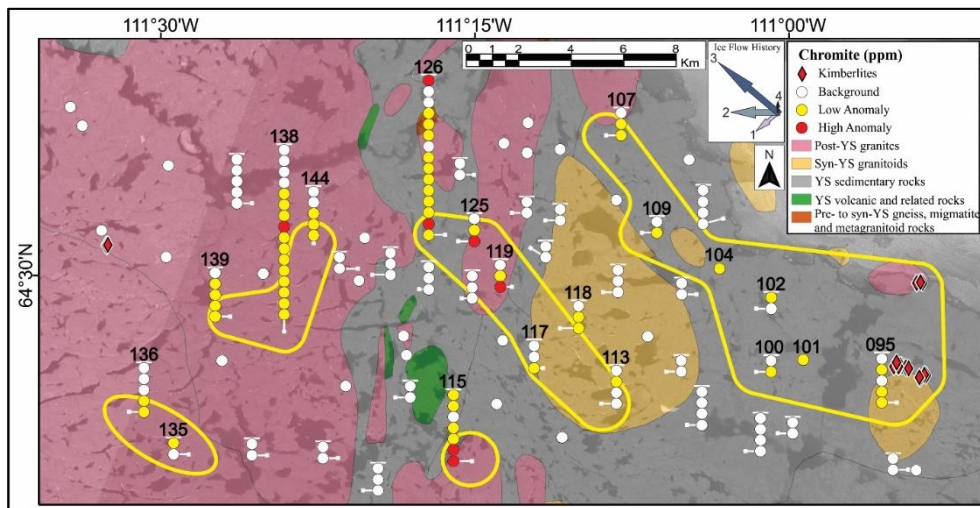 111°30'W
111°15'W
111°00'W
64°30'N
0 1 2 4 6 8
Km
Ice Flow History
3
4
2
1
N
Chromite (ppm)
Kimberlites
Background
Low Anomaly
High Anomaly
Post-YS granites
Syn-YS granitoids
YS sedimentary rocks
YS volcanic and related rocks
Pre- to syn-YS gneiss, migmatite
and metagranitoid rocks
126
107
138
144
125
109
119
104
139
102
118
117
100
101
095
136
113
115
135